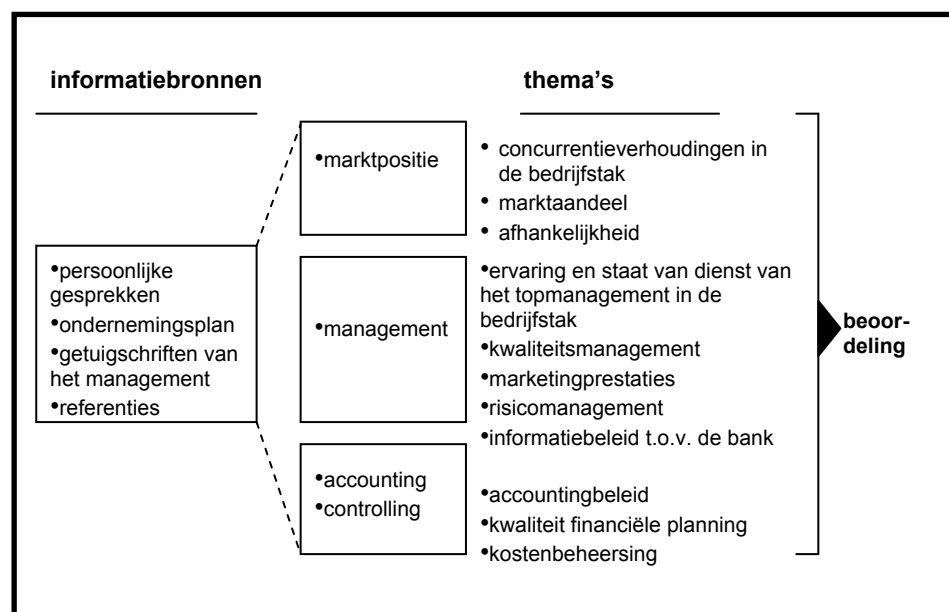 informatiebronnen
thema's
•persoonlijke
gesprekken
•ondernemingsplan
•getuigschriften van
het management
•referenties
•marktpositie
• concurrentieverhoudingen in
de bedrijfstak
• marktaandeel
• afhankelijkheid
•management
•ervaring en staat van dienst van
het topmanagement in de
bedrijfstak
•kwaliteitsmanagement
•marketingprestaties
•risicomanagement
•informatiebeleid t.o.v. de bank
•accounting
•controlling
•accountingbeleid
•kwaliteit financiële planning
•kostenbeheersing
beoor-
deling